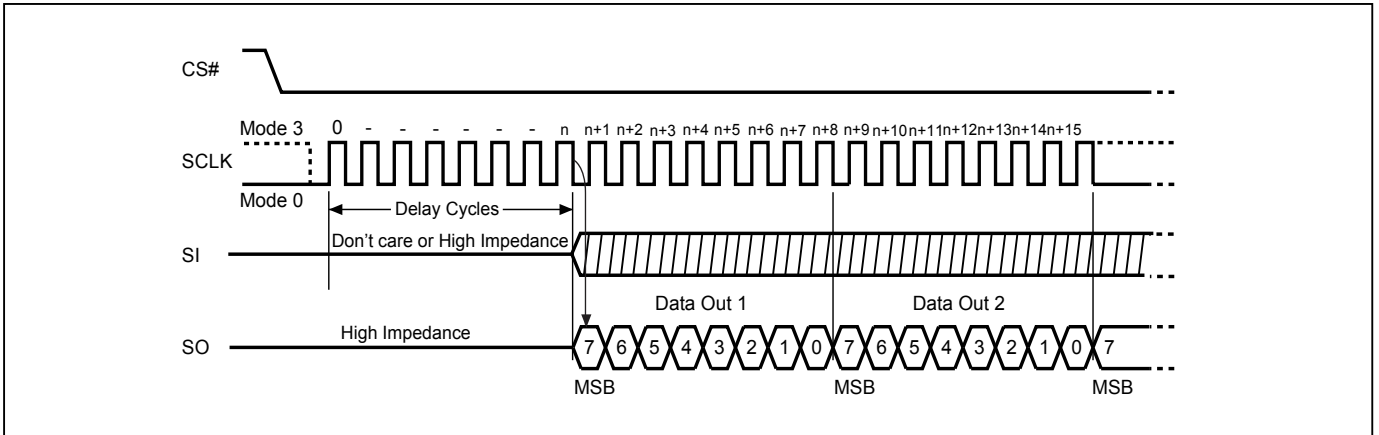 CS#
Mode 3 0 - - - - - - n n+1 n+2 n+3 n+4 n+5 n+6 n+7 n+8 n+9 n+10 n+11 n+12 n+13 n+14 n+15
SCLK
Mode 0
Delay Cycles
Don't care or High Impedance
SI
Data Out 1 Data Out 2
High Impedance
SO 7 6 5 4 3 2 1 0 7 6 5 4 3 2 1 0 7
MSB MSB MSB